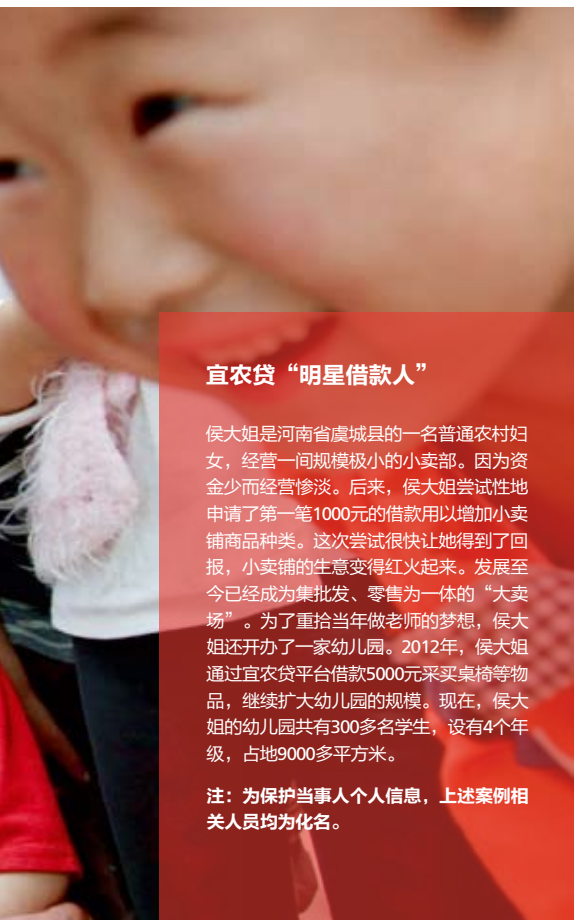 宜农贷“明星借款人”
侯大姐是河南省虞城县的一名普通农村妇
女，经营一间规模极小的小卖部。因为资
金少而经营惨淡。后来，侯大姐尝试性地
申请了第一笔1000元的借款用以增加小卖
铺商品种类。这次尝试很快让她得到了回
报，小卖铺的生意变得红火起来。发展至
今已经成为集批发、零售为一体的“大卖
场”。为了重拾当年做老师的梦想，侯大
姐还开办了一家幼儿园。2012年，侯大姐
通过宜农贷平台借款5000元采买桌椅等物
品，继续扩大幼儿园的规模。现在，侯大
姐的幼儿园共有300多名学生，设有4个年
级，占地9000多平方米。
注：为保护当事人个人信息，上述案例相
关人员均为化名。